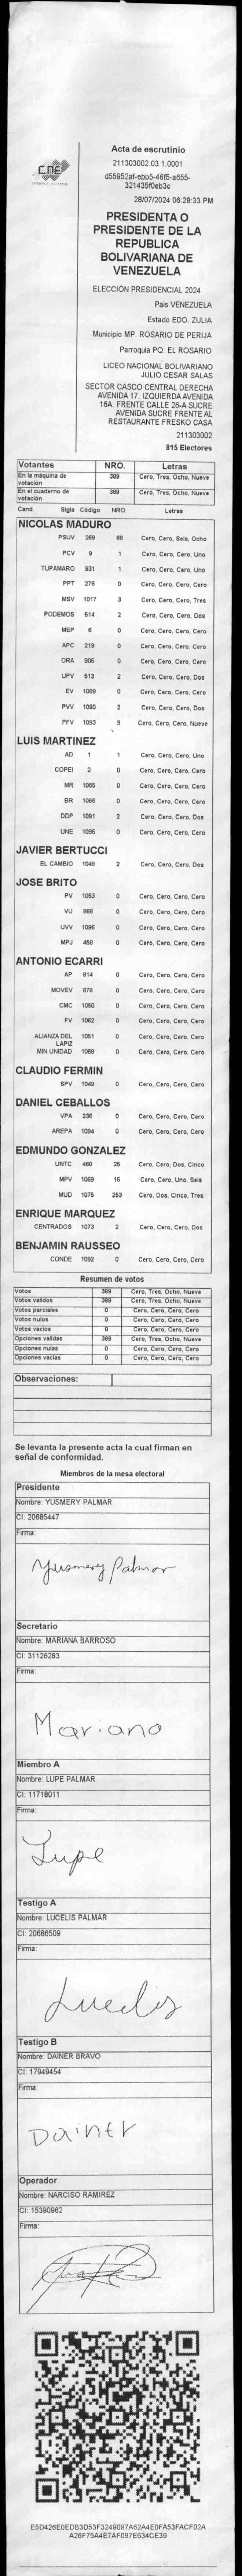 CNE
Acta de escrutinio
211303002.03.1.0001
d55952af-ebb5-46f5-a655-
321435f0eb3c
28/07/2024 06:28:33 PM
PRESIDENTA O
PRESIDENTE DE LA
REPUBLICA
BOLIVARIANA DE
VENEZUELA
ELECCIÓN PRESIDENCIAL 2024
Pais VENEZUELA
Estado EDO. ZULIA
Municipio MP. ROSARIO DE PERIJA
Parroquia PQ. EL ROSARIO
LICEO NACIONAL BOLIVARIANO
JULIO CESAR SALAS
SECTOR CASCO CENTRAL DERECHA
AVENIDA 17. IZQUIERDA AVENIDA
16A. FRENTE CALLE 26-A SUCRE
AVENIDA SUCRE FRENTE AL
RESTAURANTE FRESKO CASA
211303002
815 Electores
Votantes NRO. Letras
En la máquina de votación 389 Cero, Tres, Ocho, Nueve
En el cuaderno de votación 389 Cero, Tres, Ocho, Nueve
Cand. Sigla Código NRO. Letras
NICOLAS MADURO
PSUV 269 68 Cero, Cero, Seis, Ocho
PCV 9 1 Cero, Cero, Cero, Uno
TUPAMARO 931 1 Cero, Cero, Cero, Uno
PPT 276 0 Cero, Cero, Cero, Cero
MSV 1017 3 Cero, Cero, Cero, Tres
PODEMOS 514 2 Cero, Cero, Cero, Dos
MEP 6 0 Cero, Cero, Cero, Cero
APC 219 0 Cero, Cero, Cero, Cero
ORA 906 0 Cero, Cero, Cero, Cero
UPV 513 2 Cero, Cero, Cero, Dos
EV 1089 0 Cero, Cero, Cero, Cero
PVV 1090 2 Cero, Cero, Cero, Dos
PFV 1093 9 Cero, Cero, Cero, Nueve
LUIS MARTINEZ
AD 1 1 Cero, Cero, Cero, Uno
COPEI 2 0 Cero, Cero, Cero, Cero
MR 1065 0 Cero, Cero, Cero, Cero
BR 1066 0 Cero, Cero, Cero, Cero
DDP 1091 2 Cero, Cero, Cero, Dos
UNE 1095 0 Cero, Cero, Cero, Cero
JAVIER BERTUCCI
EL CAMBIO 1048 2 Cero, Cero, Cero, Dos
JOSE BRITO
PV 1053 0 Cero, Cero, Cero, Cero
VU 868 0 Cero, Cero, Cero, Cero
UVV 1096 0 Cero, Cero, Cero, Cero
MPJ 458 0 Cero, Cero, Cero, Cero
ANTONIO ECARRI
AP 814 0 Cero, Cero, Cero, Cero
MOVEV 878 0 Cero, Cero, Cero, Cero
CMC 1050 0 Cero, Cero, Cero, Cero
FV 1062 0 Cero, Cero, Cero, Cero
ALIANZA DEL LAPIZ 1061 0 Cero, Cero, Cero, Cero
MIN UNIDAD 1069 0 Cero, Cero, Cero, Cero
CLAUDIO FERMIN
SPV 1049 0 Cero, Cero, Cero, Cero
DANIEL CEBALLOS
VPA 236 0 Cero, Cero, Cero, Cero
AREPA 1094 0 Cero, Cero, Cero, Cero
EDMUNDO GONZALEZ
UNTC 460 25 Cero, Cero, Dos, Cinco
MPV 1069 16 Cero, Cero, Uno, Seis
MUD 1075 253 Cero, Dos, Cinco, Tres
ENRIQUE MARQUEZ
CENTRADOS 1073 2 Cero, Cero, Cero, Dos
BENJAMIN RAUSSEO
CONDE 1092 0 Cero, Cero, Cero, Cero
Resumen de votos
Votos 389 Cero, Tres, Ocho, Nueve
Votos validos 389 Cero, Tres, Ocho, Nueve
Votos parciales 0 Cero, Cero, Cero, Cero
Votos nulos 0 Cero, Cero, Cero, Cero
Votos vacios 0 Cero, Cero, Cero, Cero
Opciones validas 389 Cero, Tres, Ocho, Nueve
Opciones nulas 0 Cero, Cero, Cero, Cero
Opciones vacias 0 Cero, Cero, Cero, Cero
Observaciones:
Se levanta la presente acta la cual firman en
señal de conformidad.
Miembros de la mesa electoral
Presidente
Nombre: YUSMERY PALMAR
CI: 20685447
Firma:
Yusmery Palmar
Secretario
Nombre: MARIANA BARROSO
CI: 31126283
Firma:
Mariana
Miembro A
Nombre: LUPE PALMAR
CI: 11718011
Firma:
Lupe
Testigo A
Nombre: LUCELIS PALMAR
CI: 20686509
Firma:
Lucelis
Testigo B
Nombre: DAINER BRAVO
CI: 17949454
Firma:
Dainer
Operador
Nombre: NARCISO RAMIREZ
CI: 15390962
Firma:
E5D426E0EDB3D53F3249097A62A4E0FA53FACF02A
A26F75A4E7AF097E634CE39